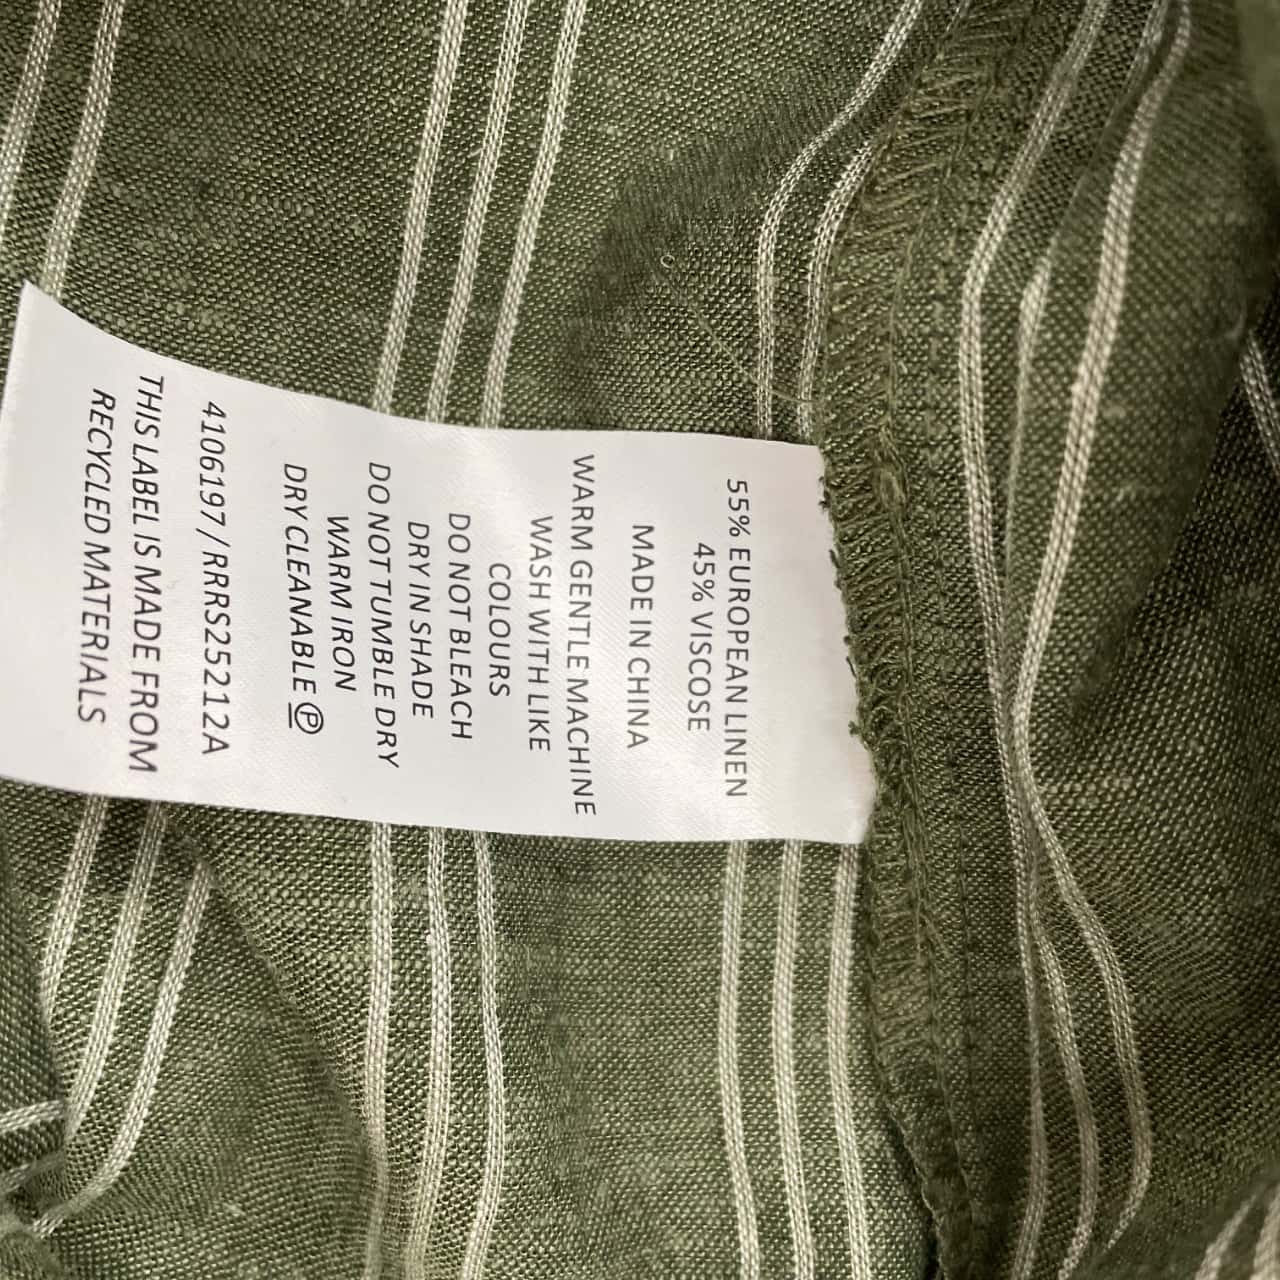 55% EUROPEAN LINEN
45% VISCOSE
MADE IN CHINA
WARM GENTLE MACHINE
WASH WITH LIKE
COLOURS
DO NOT BLEACH
DRY IN SHADE
DO NOT TUMBLE DRY
WARM IRON
DRY CLEANABLE Ⓟ
4106197 / RRRS25212A
THIS LABEL IS MADE FROM
RECYCLED MATERIALS